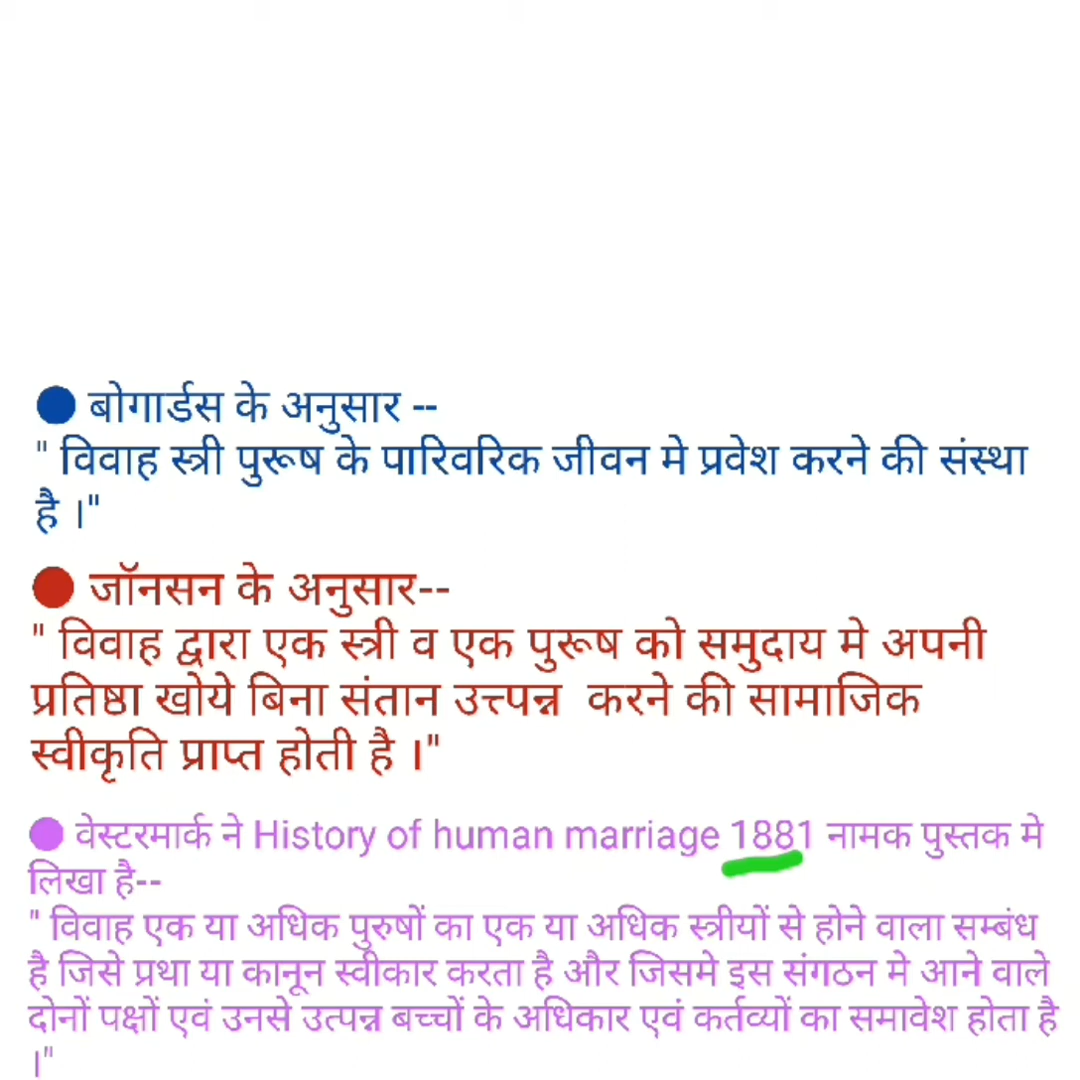 ● बोगार्डस के अनुसार --
" विवाह स्त्री पुरूष के पारिवरिक जीवन मे प्रवेश करने की संस्था
है ।"
● जॉनसन के अनुसार--
" विवाह द्वारा एक स्त्री व एक पुरूष को समुदाय मे अपनी
प्रतिष्ठा खोये बिना संतान उत्त्पन्न करने की सामाजिक
स्वीकृति प्राप्त होती है ।"
● वेस्टरमार्क ने History of human marriage 1881 नामक पुस्तक मे
लिखा है--
" विवाह एक या अधिक पुरुषों का एक या अधिक स्त्रीयों से होने वाला सम्बंध
है जिसे प्रथा या कानून स्वीकार करता है और जिसमे इस संगठन मे आने वाले
दोनों पक्षों एवं उनसे उत्पन्न बच्चों के अधिकार एवं कर्तव्यों का समावेश होता है
।"